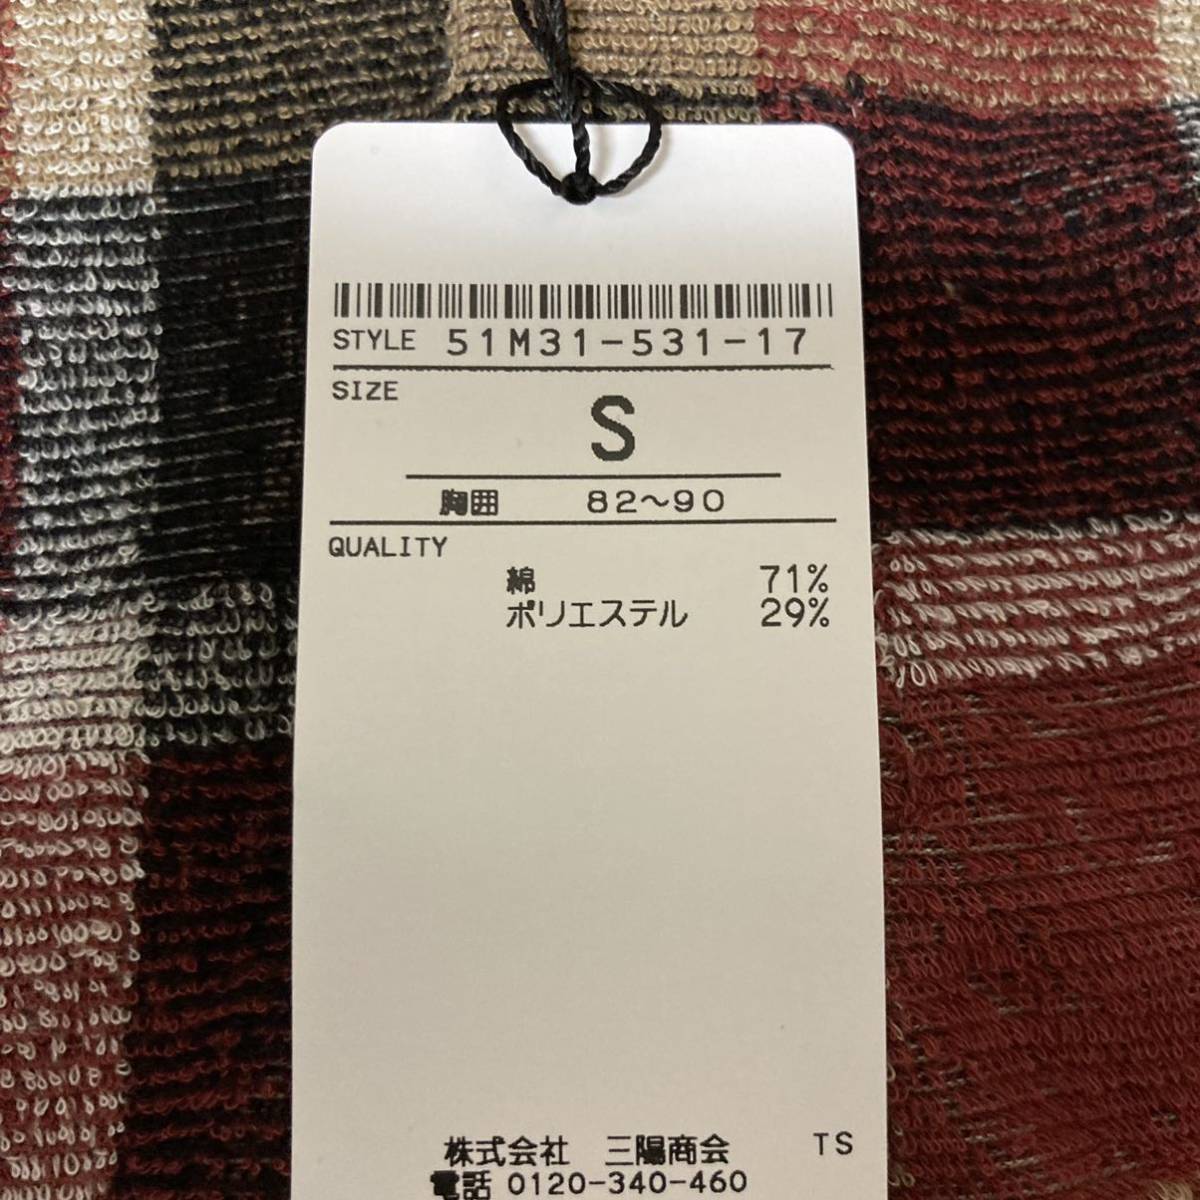 STYLE 51M31-531-17
SIZE
S
胸囲 82〜90
QUALITY
綿 71%
ポリエステル 29%
株式会社 三陽商会 TS
電話 0120-340-460